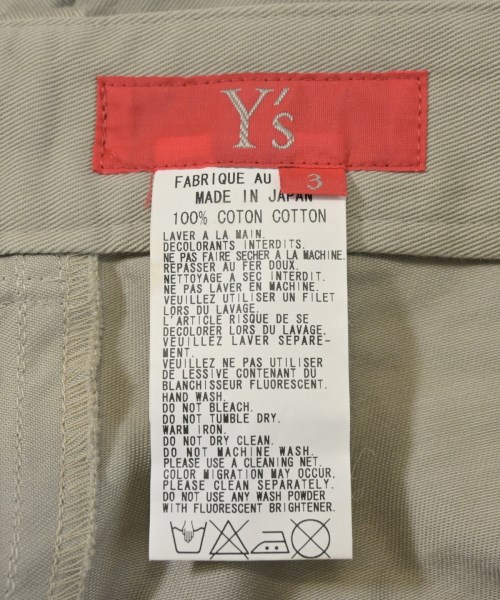 Y's
3
FABRIQUE AU
MADE IN JAPAN
100% COTON COTTON
LAVER A LA MAIN.
DECOLORANTS INTERDITS.
NE PAS FAIRE SECHER A LA MACHINE.
REPASSER AU FER DOUX.
NETTOYAGE A SEC INTERDIT.
NE PAS LAVER EN MACHINE.
VEUILLEZ UTILISER UN FILET
LORS DU LAVAGE.
L'ARTICLE RISQUE DE SE
DECOLORER LORS DU LAVAGE.
VEUILLEZ LAVER SEPARE-
MENT.
VEUILLEZ NE PAS UTILISER
DE LESSIVE CONTENANT DU
BLANCHISSEUR FLUORESCENT.
HAND WASH.
DO NOT BLEACH.
DO NOT TUMBLE DRY.
WARM IRON.
DO NOT DRY CLEAN.
DO NOT MACHINE WASH.
PLEASE USE A CLEANING NET.
COLOR MIGRATION MAY OCCUR.
PLEASE CLEAN SEPARATELY.
DO NOT USE ANY WASH POWDER
WITH FLUORESCENT BRIGHTENER.